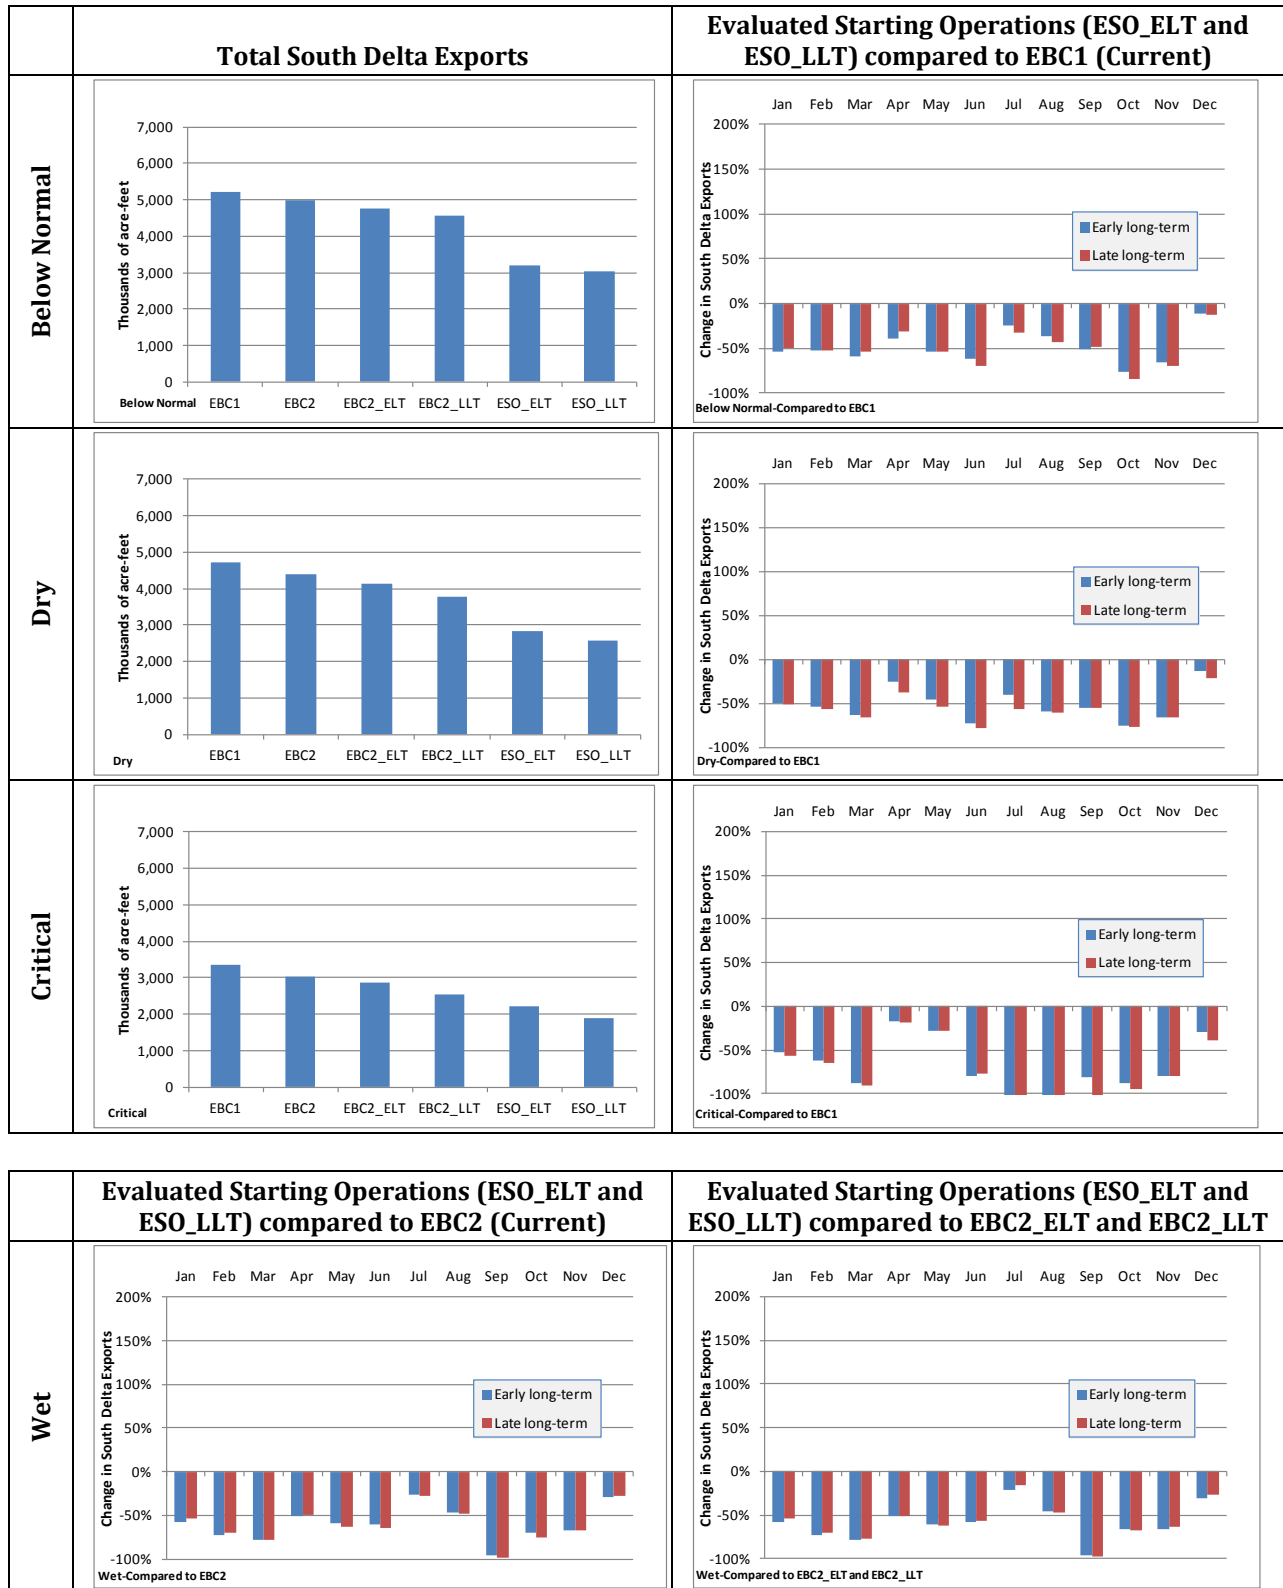 Total South Delta Exports
Evaluated Starting Operations (ESO_ELT and
ESO_LLT) compared to EBC1 (Current)
Below Normal
Thousands of acre-feet
7,000
6,000
5,000
4,000
3,000
2,000
1,000
0
Below Normal EBC1 EBC2 EBC2_ELT EBC2_LLT ESO_ELT ESO_LLT
Jan Feb Mar Apr May Jun Jul Aug Sep Oct Nov Dec
Change in South Delta Exports
200%
150%
100%
50%
0%
-50%
-100%
Early long-term
Late long-term
Below Normal-Compared to EBC1
Dry
Thousands of acre-feet
7,000
6,000
5,000
4,000
3,000
2,000
1,000
0
Dry EBC1 EBC2 EBC2_ELT EBC2_LLT ESO_ELT ESO_LLT
Jan Feb Mar Apr May Jun Jul Aug Sep Oct Nov Dec
Change in South Delta Exports
200%
150%
100%
50%
0%
-50%
-100%
Early long-term
Late long-term
Dry-Compared to EBC1
Critical
Thousands of acre-feet
7,000
6,000
5,000
4,000
3,000
2,000
1,000
0
Critical EBC1 EBC2 EBC2_ELT EBC2_LLT ESO_ELT ESO_LLT
Jan Feb Mar Apr May Jun Jul Aug Sep Oct Nov Dec
Change in South Delta Exports
200%
150%
100%
50%
0%
-50%
-100%
Early long-term
Late long-term
Critical-Compared to EBC1
Evaluated Starting Operations (ESO_ELT and
ESO_LLT) compared to EBC2 (Current)
Evaluated Starting Operations (ESO_ELT and
ESO_LLT) compared to EBC2_ELT and EBC2_LLT
Wet
Jan Feb Mar Apr May Jun Jul Aug Sep Oct Nov Dec
Change in South Delta Exports
200%
150%
100%
50%
0%
-50%
-100%
Early long-term
Late long-term
Wet-Compared to EBC2
Jan Feb Mar Apr May Jun Jul Aug Sep Oct Nov Dec
Change in South Delta Exports
200%
150%
100%
50%
0%
-50%
-100%
Early long-term
Late long-term
Wet-Compared to EBC2_ELT and EBC2_LLT